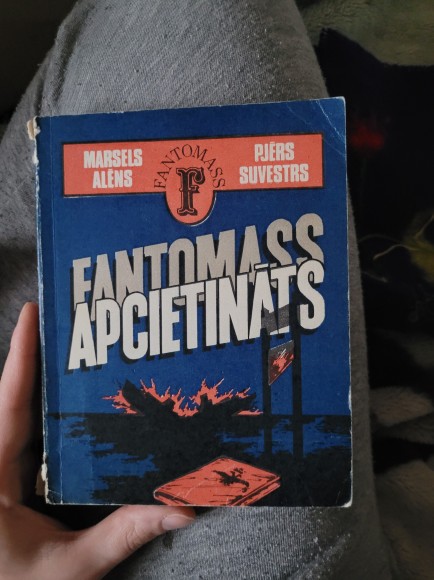 MARSELS
ALĒNS
FANTOMASS
F
PJĒRS
SUVESTRS
FANTOMASS
APCIETINĀTS